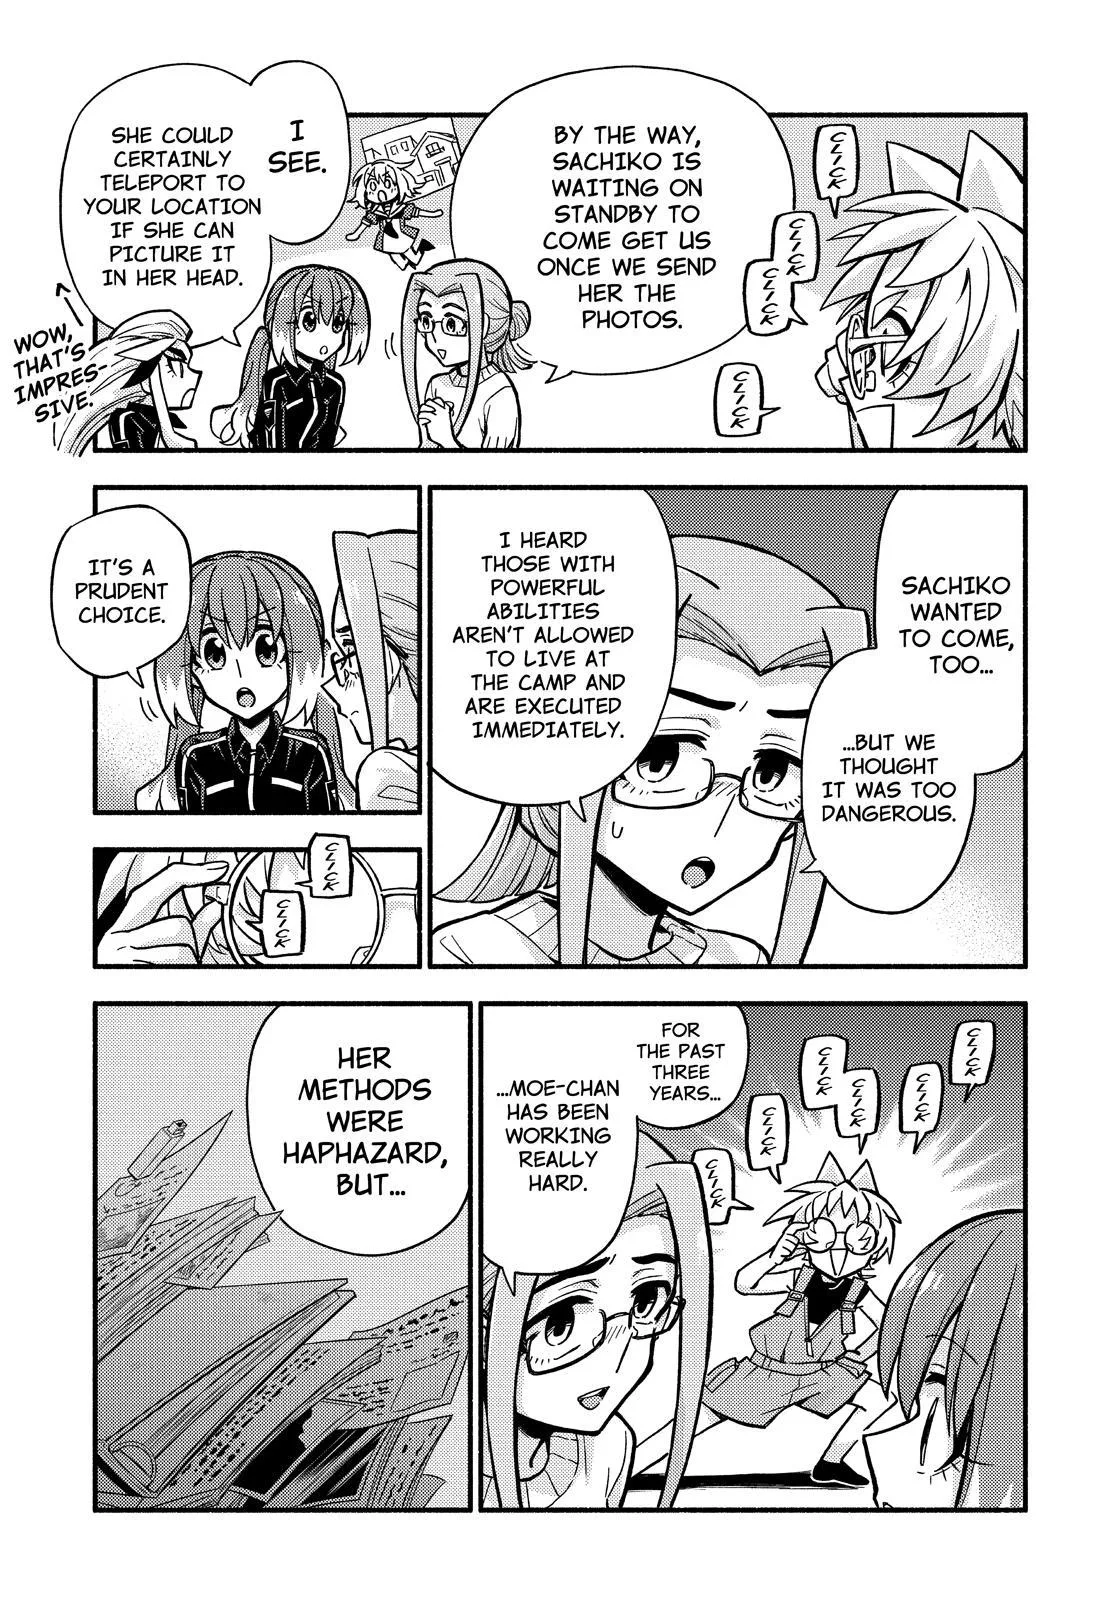 CLICK
CLICK
CLICK
CLICK
BY THE WAY,
SACHIKO IS
WAITING ON
STANDBY TO
COME GET US
ONCE WE SEND
HER THE
PHOTOS.
I
SEE.
SHE COULD
CERTAINLY
TELEPORT TO
YOUR LOCATION
IF SHE CAN
PICTURE IT
IN HER HEAD.
WOW,
THAT'S
IMPRES-
SIVE.
SACHIKO
WANTED
TO COME,
TOO...
...BUT WE
THOUGHT
IT WAS TOO
DANGEROUS.
I HEARD
THOSE WITH
POWERFUL
ABILITIES
AREN'T ALLOWED
TO LIVE AT
THE CAMP AND
ARE EXECUTED
IMMEDIATELY.
IT'S A
PRUDENT
CHOICE.
CLICK
CLICK
FOR
THE PAST
THREE
YEARS...
...MOE-CHAN
HAS BEEN
WORKING
REALLY
HARD.
CLICK
CLICK
CLICK
CLICK
CLICK
CLICK
HER
METHODS
WERE
HAPHAZARD,
BUT...